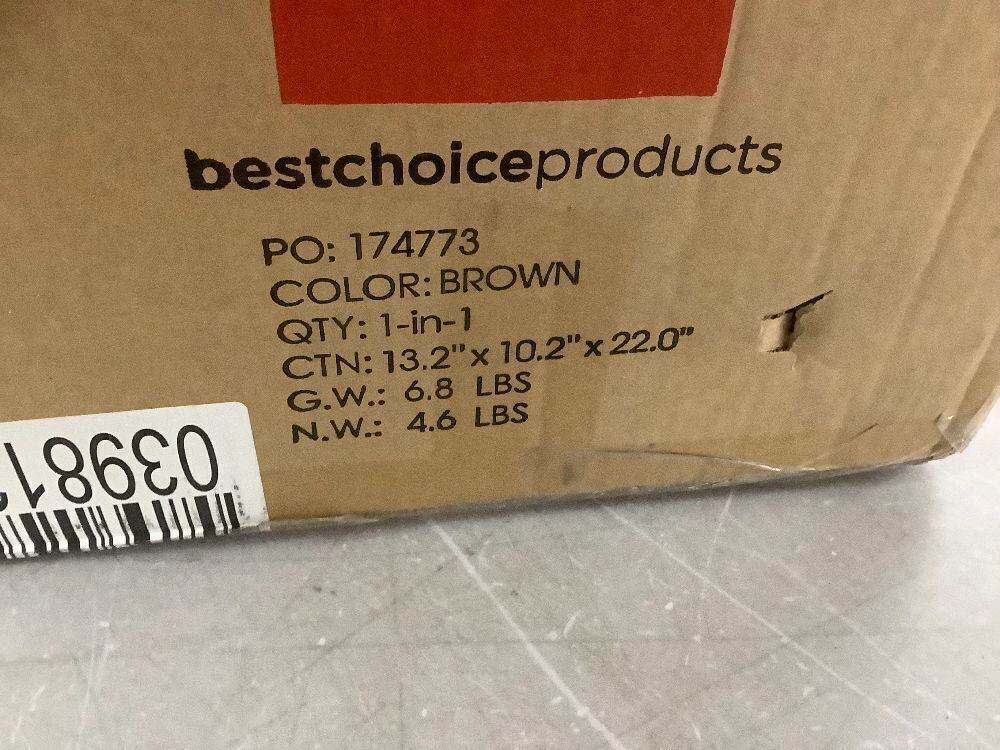 bestchoiceproducts
PO: 174773
COLOR: BROWN
QTY: 1-in-1
CTN: 13.2"x 10.2"x 22.0"
G.W.: 6.8 LBS
N.W.: 4.6 LBS
03981